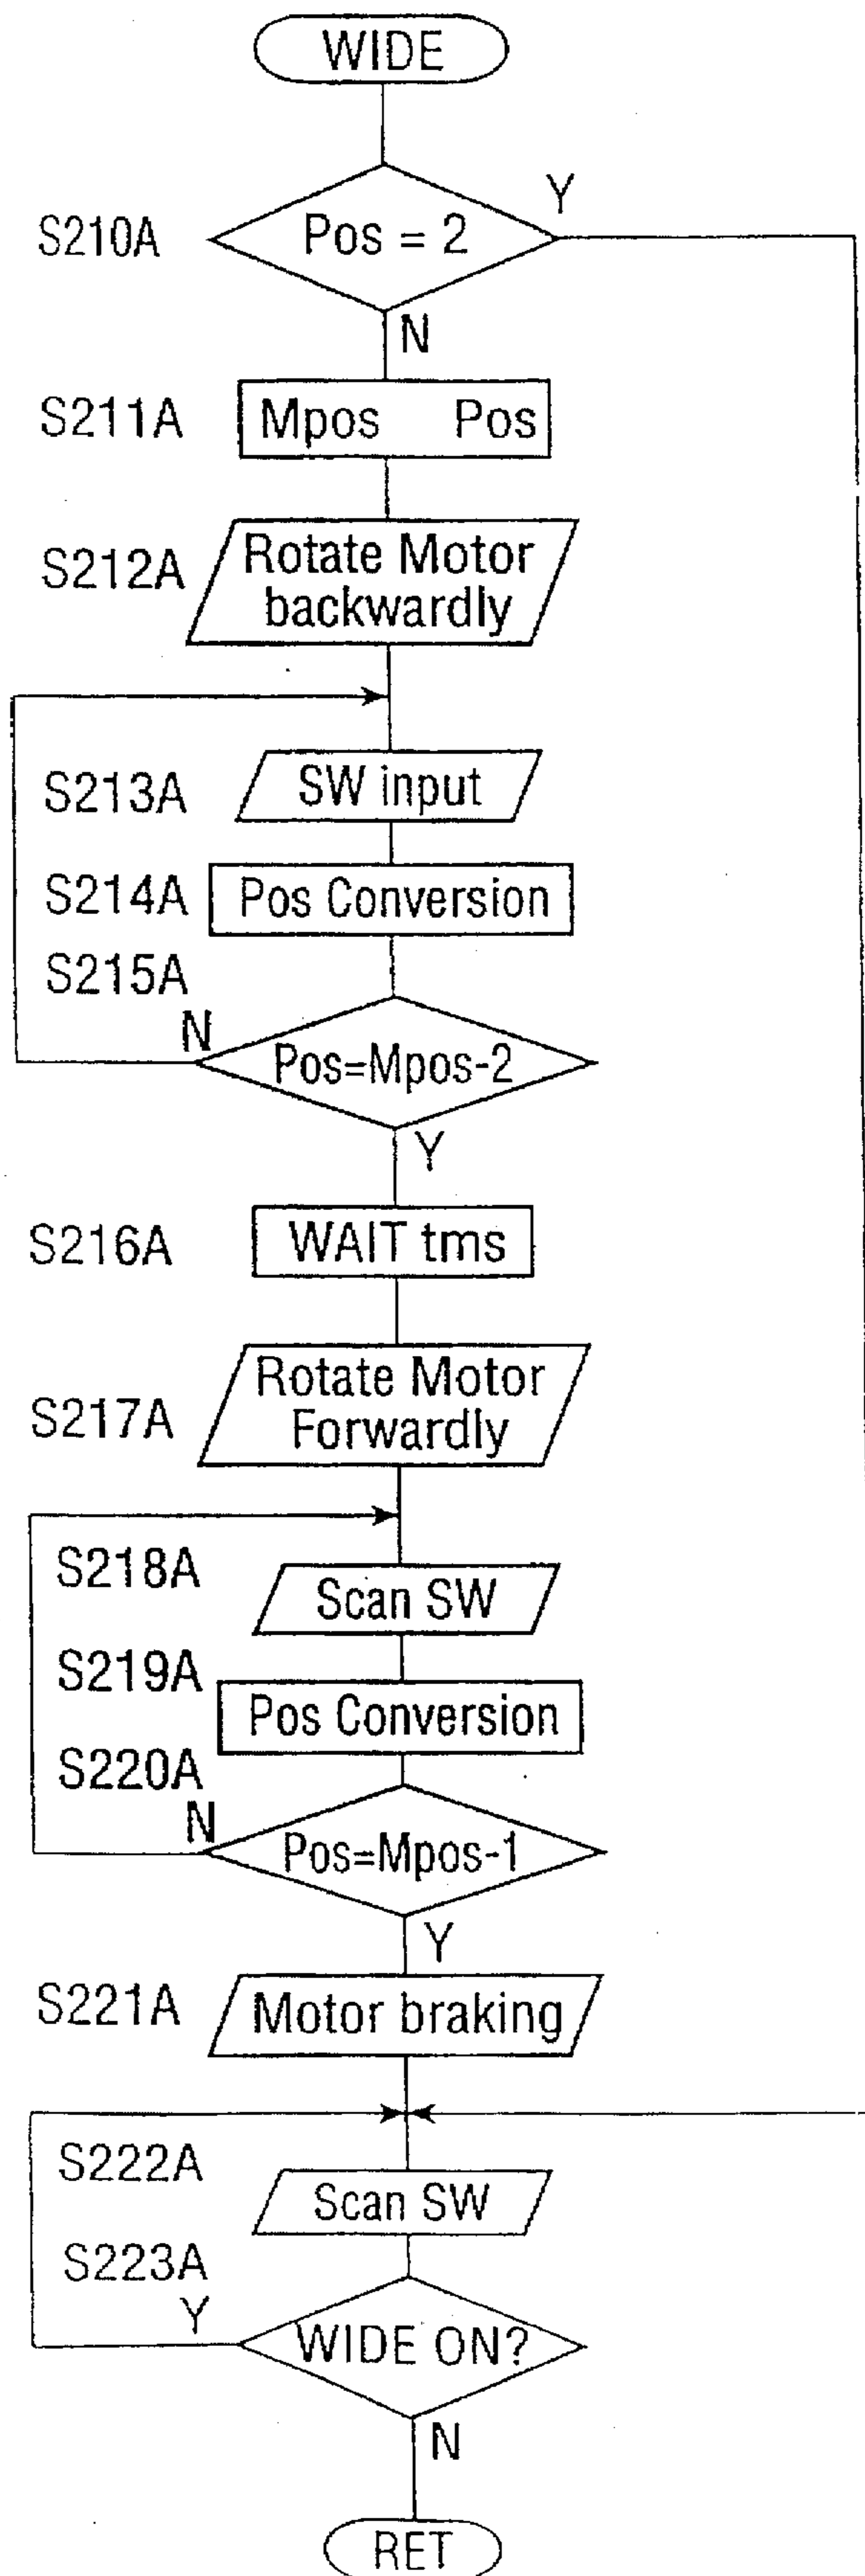 WIDE
Y
S210A
Pos = 2
N
S211A
Mpos Pos
S212A
Rotate Motor
backwardly
S213A
SW input
S214A
Pos Conversion
S215A
N
Pos=Mpos-2
Y
S216A
WAIT tms
S217A
Rotate Motor
Forwardly
S218A
Scan SW
S219A
Pos Conversion
S220A
N
Pos=Mpos-1
Y
S221A
Motor braking
S222A
Scan SW
S223A
Y
WIDE ON?
N
RET